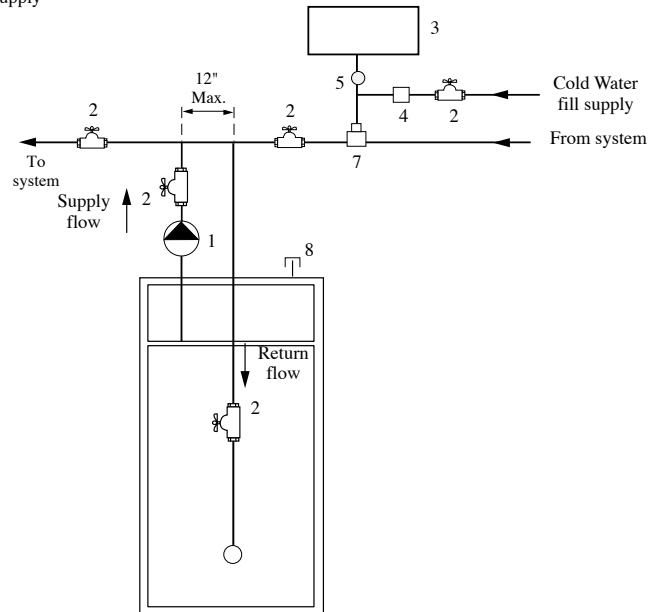 3
12"
Max.
5
Cold Water
fill supply
2
2
4
2
From system
7
To
system
Supply
flow
2
1
8
Return
flow
2